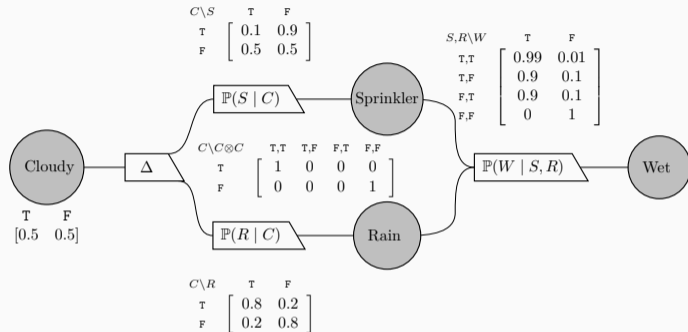 C\S T F
T 0.1 0.9
F 0.5 0.5
S,R\W T F
T,T 0.99 0.01
T,F 0.9 0.1
F,T 0.9 0.1
F,F 0 1
ℙ(S | C)
Sprinkler
C\C⊗C T,T T,F F,T F,F
T 1 0 0 0
F 0 0 0 1
Cloudy
Δ
ℙ(W | S, R)
Wet
T F
[0.5 0.5]
ℙ(R | C)
Rain
C\R T F
T 0.8 0.2
F 0.2 0.8